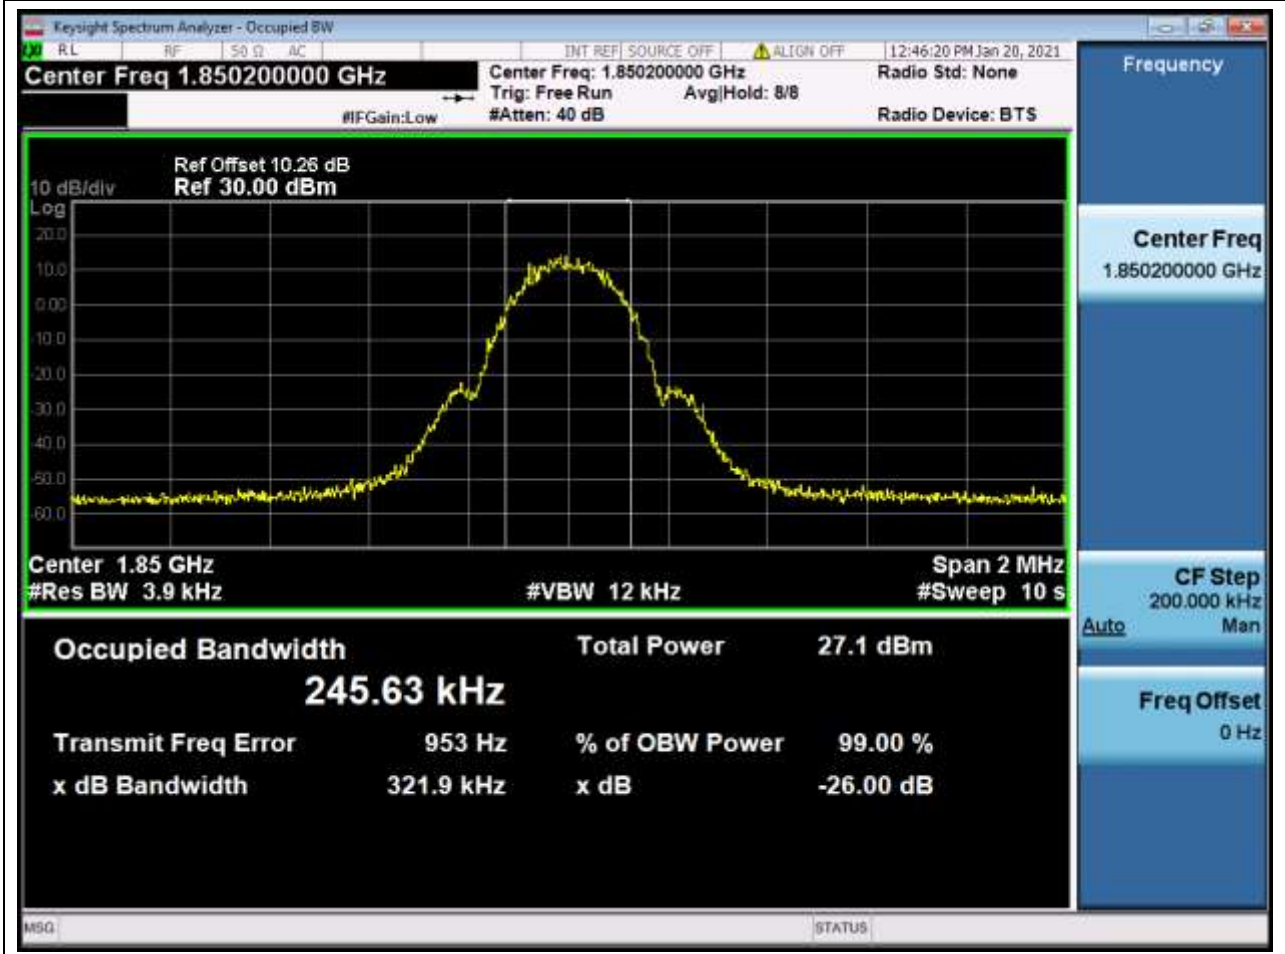 Keysight Spectrum Analyzer - Occupied BW
RL RF 50 Ω AC INT REF SOURCE OFF ALIGN OFF 12:46:20 PM Jan 20, 2021
Center Freq 1.850200000 GHz
Center Freq: 1.850200000 GHz
Radio Std: None
Trig: Free Run Avg|Hold: 8/8
#IFGain:Low
#Atten: 40 dB
Radio Device: BTS
Ref Offset 10.26 dB
10 dB/div Ref 30.00 dBm
Log
20.0
10.0
0.00
-10.0
-20.0
-30.0
-40.0
-50.0
-60.0
Center 1.85 GHz Span 2 MHz
#Res BW 3.9 kHz #VBW 12 kHz #Sweep 10 s
Occupied Bandwidth Total Power 27.1 dBm
245.63 kHz
Transmit Freq Error 953 Hz % of OBW Power 99.00 %
x dB Bandwidth 321.9 kHz x dB -26.00 dB
MSG STATUS
Frequency
Center Freq
1.850200000 GHz
CF Step
200.000 kHz
Auto Man
Freq Offset
0 Hz